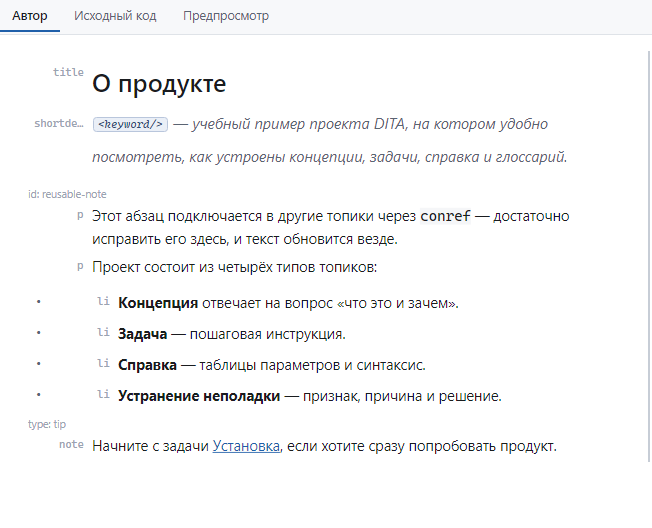 Автор Исходный код Предпросмотр
title О продукте
shortde… <keyword/> — учебный пример проекта DITA, на котором удобно
посмотреть, как устроены концепции, задачи, справка и глоссарий.
id: reusable-note
p Этот абзац подключается в другие топики через conref — достаточно
исправить его здесь, и текст обновится везде.
p Проект состоит из четырёх типов топиков:
• li Концепция отвечает на вопрос «что это и зачем».
• li Задача — пошаговая инструкция.
• li Справка — таблицы параметров и синтаксис.
• li Устранение неполадки — признак, причина и решение.
type: tip
note Начните с задачи Установка, если хотите сразу попробовать продукт.